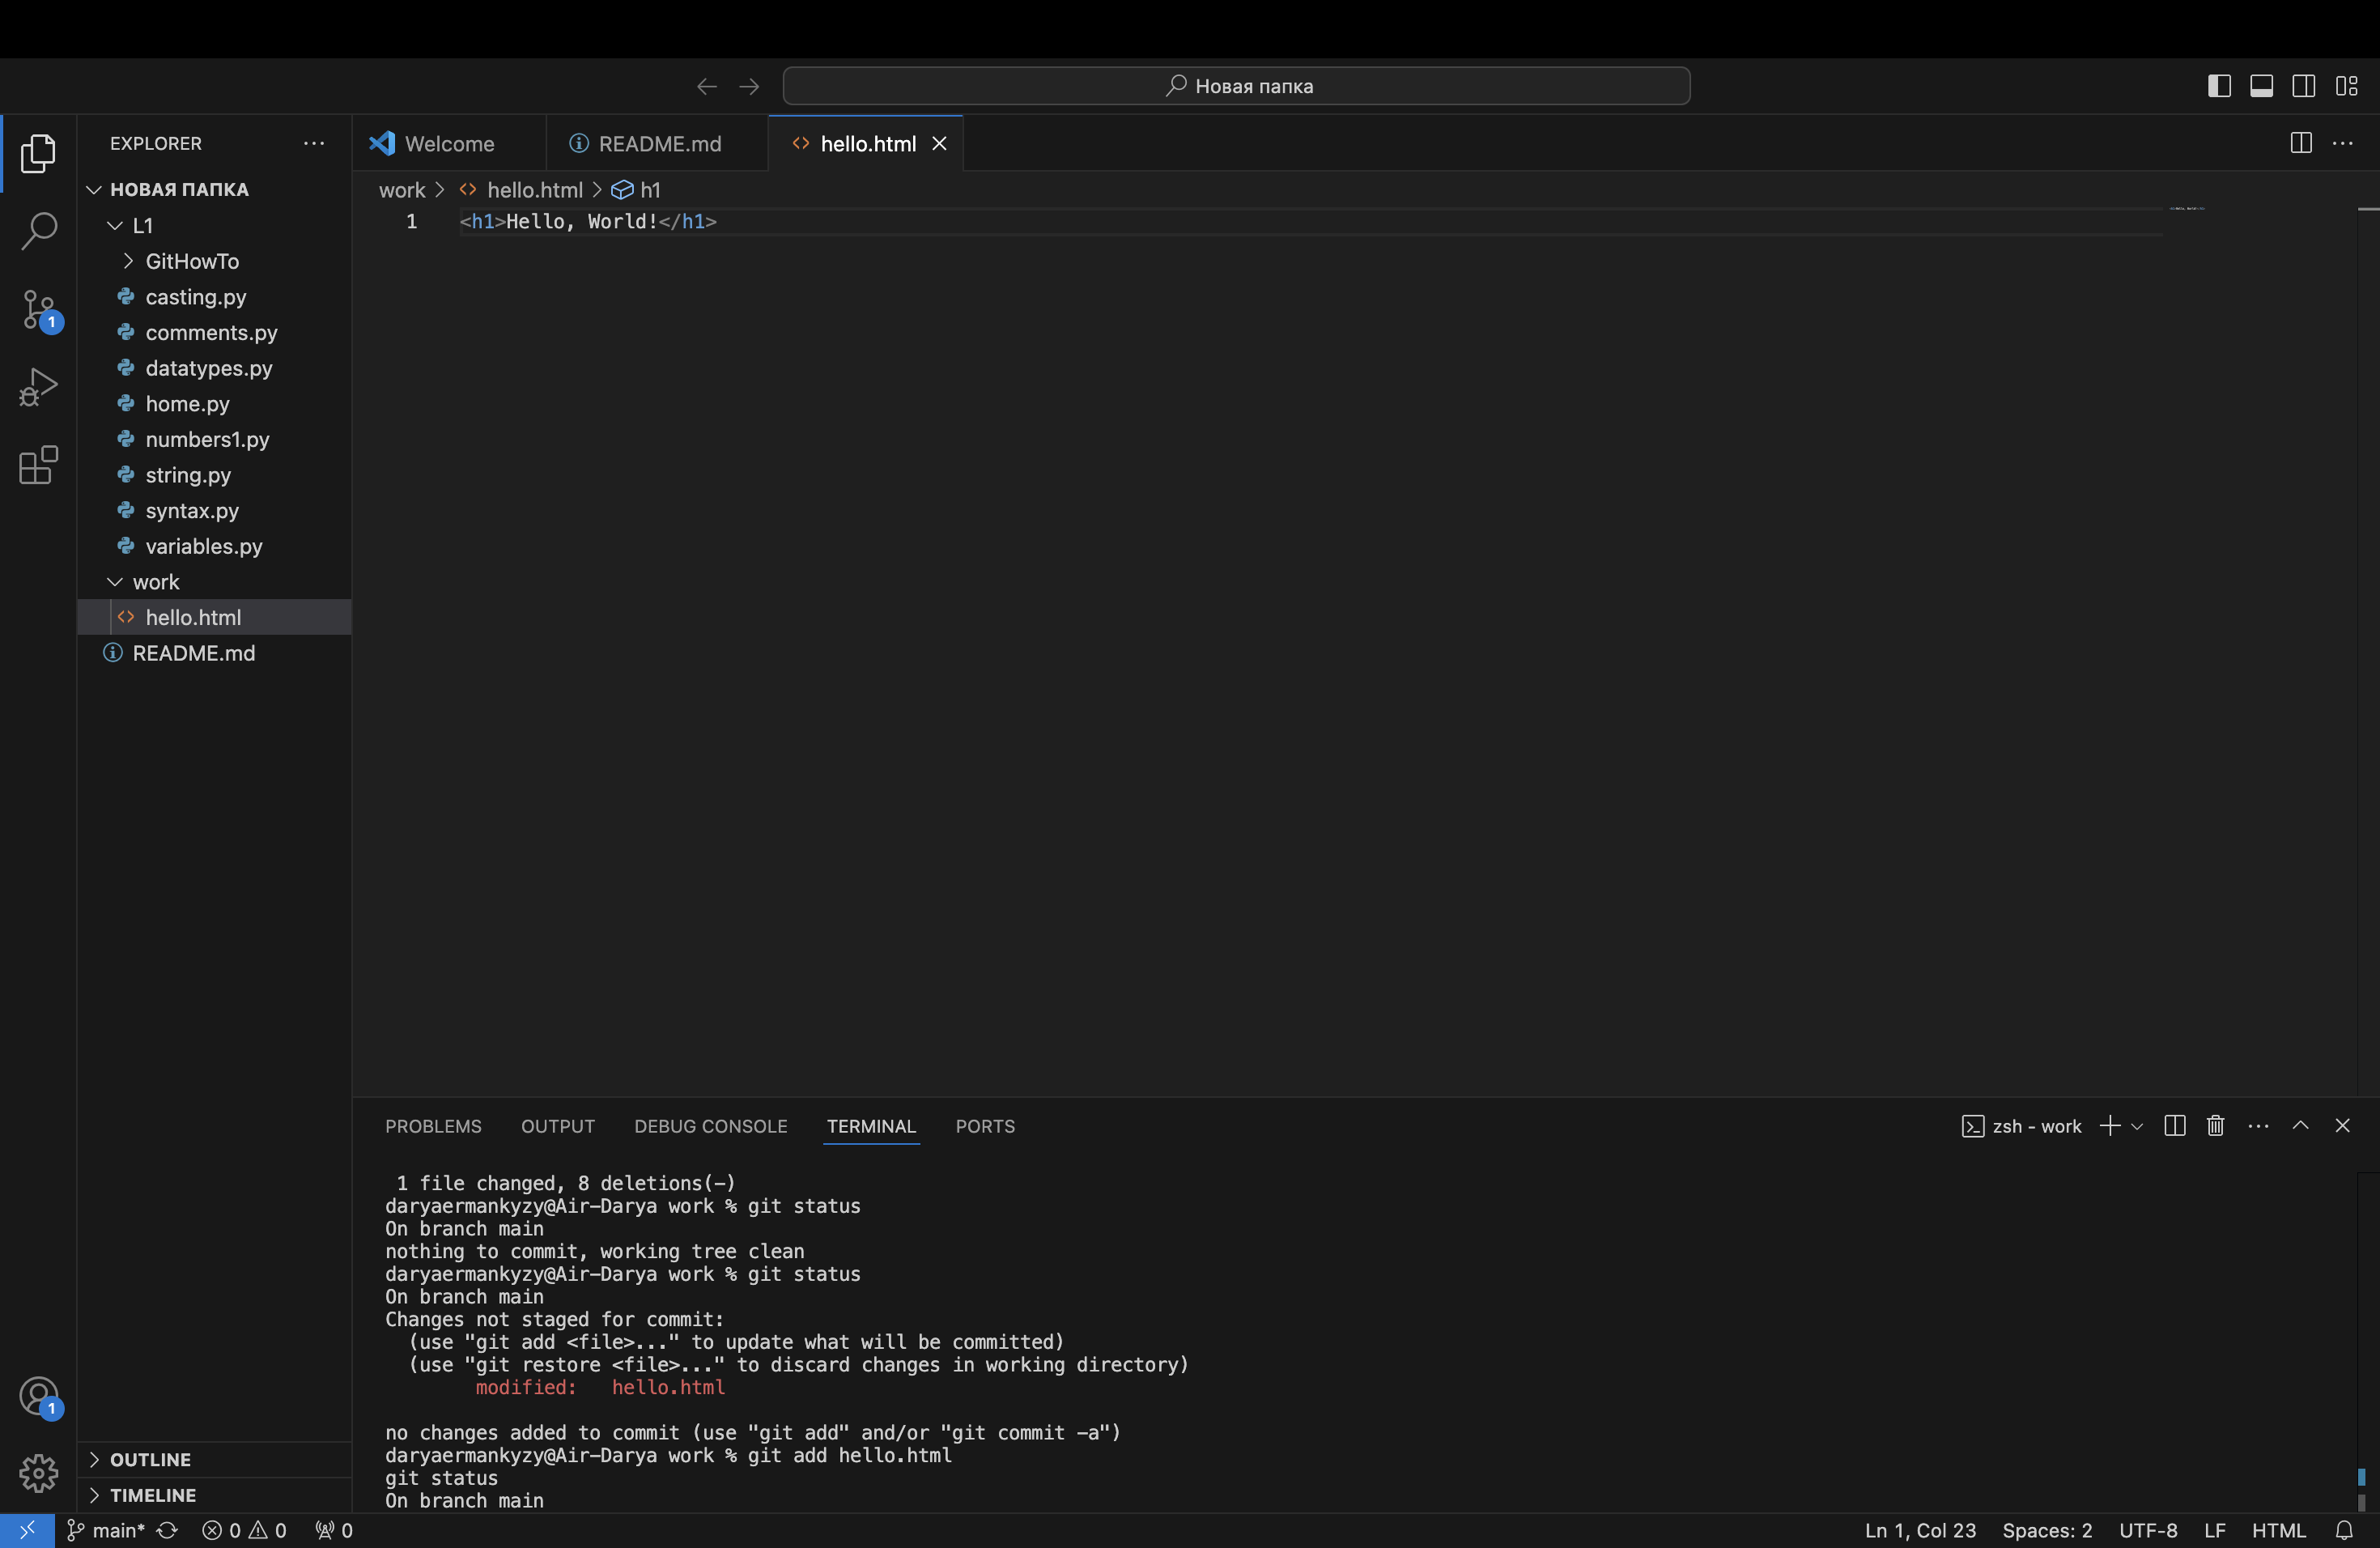 Новая папка
EXPLORER
Welcome
README.md
hello.html
НОВАЯ ПАПКА
work
hello.html
h1
L1
1
<h1>Hello, World!</h1>
GitHowTo
casting.py
1
comments.py
datatypes.py
home.py
numbers1.py
string.py
syntax.py
variables.py
work
hello.html
README.md
PROBLEMS
OUTPUT
DEBUG CONSOLE
TERMINAL
PORTS
zsh - work
1 file changed, 8 deletions(-)
daryaermankyzy@Air-Darya work % git status
On branch main
nothing to commit, working tree clean
daryaermankyzy@Air-Darya work % git status
On branch main
Changes not staged for commit:
(use "git add <file>..." to update what will be committed)
(use "git restore <file>..." to discard changes in working directory)
modified: hello.html
no changes added to commit (use "git add" and/or "git commit -a")
daryaermankyzy@Air-Darya work % git add hello.html
git status
On branch main
1
OUTLINE
TIMELINE
main*
0
0
0
Ln 1, Col 23
Spaces: 2
UTF-8
LF
HTML